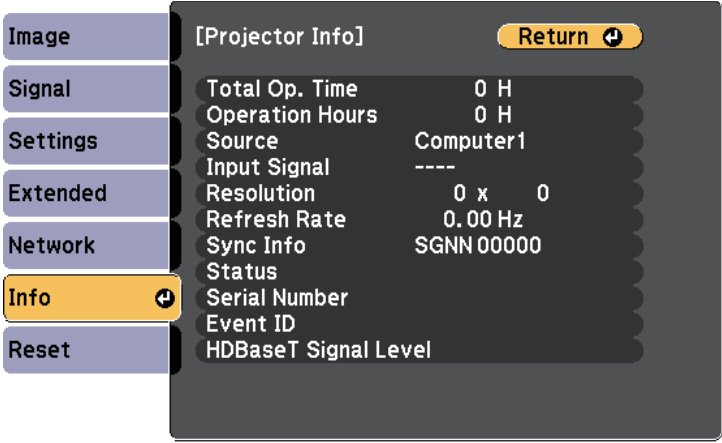 Image
Signal
Settings
Extended
Network
Info
Reset
[Projector Info]
Return
Total Op. Time 0 H
Operation Hours 0 H
Source Computer1
Input Signal ----
Resolution 0 x 0
Refresh Rate 0.00 Hz
Sync Info SGNN 00000
Status
Serial Number
Event ID
HDBaseT Signal Level